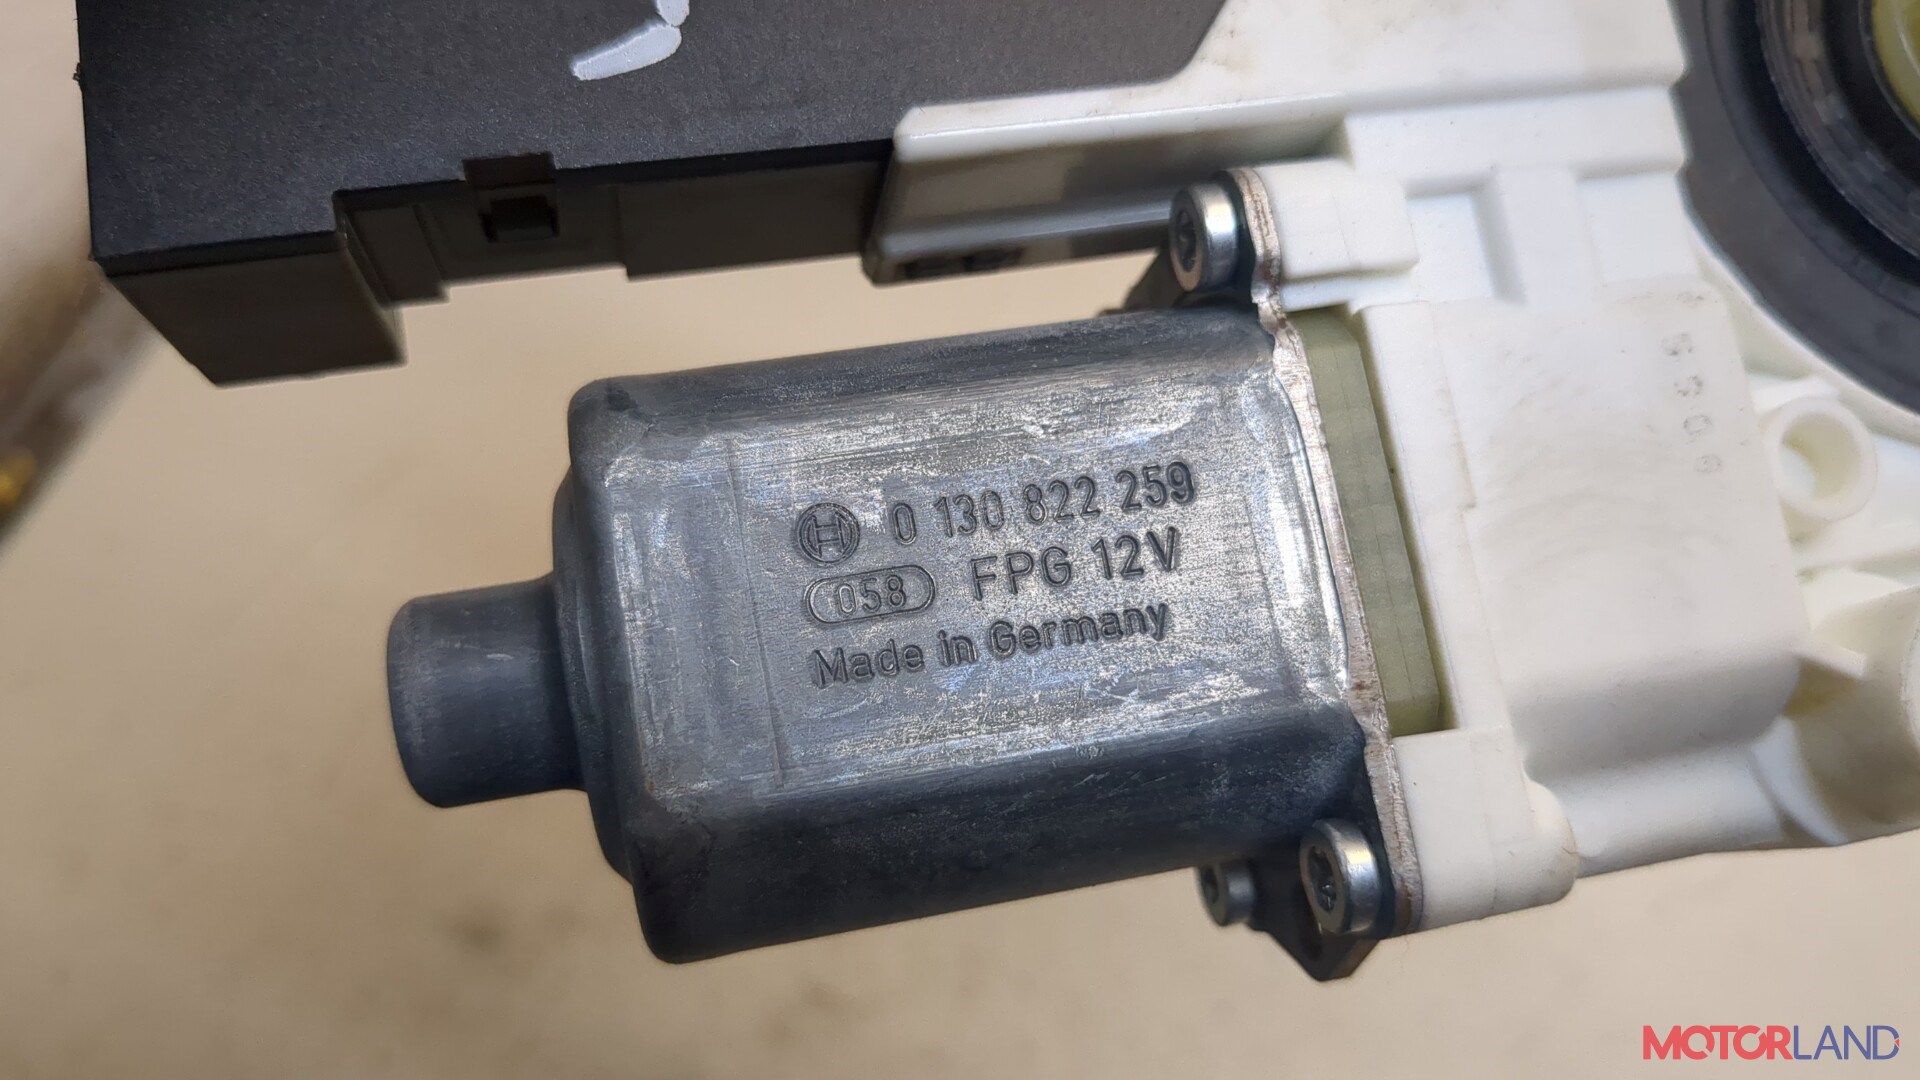 0 130 822 259
058 FPG 12V
Made in Germany
MOTORLAND